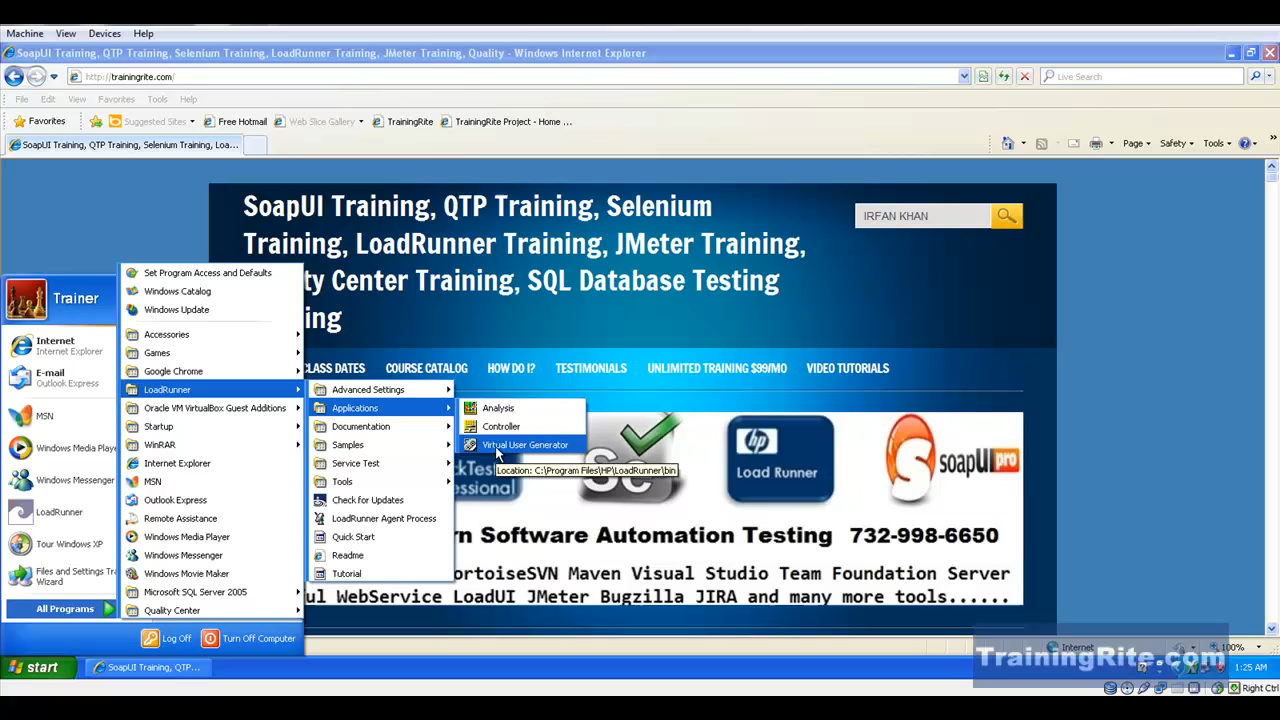 Machine View Devices Help
SoapUI Training, QTP Training, Selenium Training, LoadRunner Training, JMeter Training, Quality - Windows Internet Explorer
http://trainingrite.com/
Live Search
File Edit View Favorites Tools Help
Favorites Suggested Sites Free Hotmail Web Slice Gallery TrainingRite TrainingRite Project - Home ...
SoapUI Training, QTP Training, Selenium Training, Loa...
Page Safety Tools
SoapUI Training, QTP Training, Selenium
Training, LoadRunner Training, JMeter Training,
ty Center Training, SQL Database Testing
ing
IRFAN KHAN
CLASS DATES COURSE CATALOG HOW DO I? TESTIMONIALS UNLIMITED TRAINING $99/MO VIDEO TUTORIALS
Trainer
Internet
Internet Explorer
E-mail
Outlook Express
MSN
Windows Media Playe
Windows Messenger
LoadRunner
Tour Windows XP
Files and Settings Tra
Wizard
All Programs
Log Off Turn Off Computer
Set Program Access and Defaults
Windows Catalog
Windows Update
Accessories
Games
Google Chrome
LoadRunner
Oracle VM VirtualBox Guest Additions
Startup
WinRAR
Internet Explorer
MSN
Outlook Express
Remote Assistance
Windows Media Player
Windows Messenger
Windows Movie Maker
Microsoft SQL Server 2005
Quality Center
Advanced Settings
Applications
Documentation
Samples
Service Test
Tools
Check for Updates
LoadRunner Agent Process
Quick Start
Readme
Tutorial
Analysis
Controller
Virtual User Generator
Location: C:\Program Files\HP\LoadRunner\bin
ckTest
essional
Se
hp
Load Runner
soapUI pro
rn Software Automation Testing 732-998-6650
ortoiseSVN Maven Visual Studio Team Foundation Server
ul WebService LoadUI JMeter Bugzilla JIRA and many more tools......
Internet 100%
TrainingRite.com
start SoapUI Training, QTP... 1:25 AM
Right Ctrl